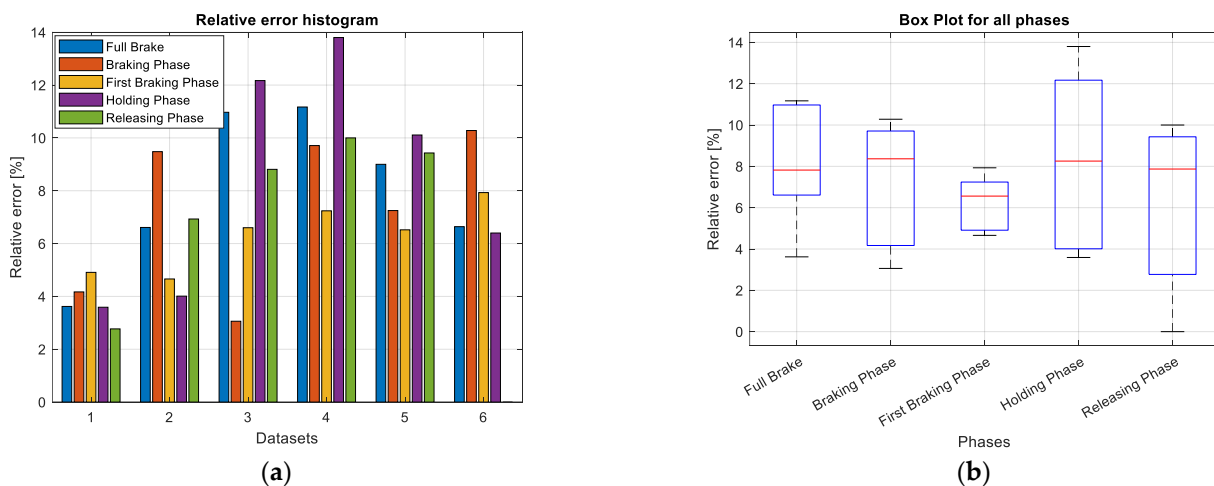 Relative error histogram
14
12
10
8
6
4
2
0
Relative error [%]
Full Brake
Braking Phase
First Braking Phase
Holding Phase
Releasing Phase
1 2 3 4 5 6
Datasets
(a)
Box Plot for all phases
14
12
10
8
6
4
2
0
Relative error [%]
Full Brake
Braking Phase
First Braking Phase
Holding Phase
Releasing Phase
Phases
(b)